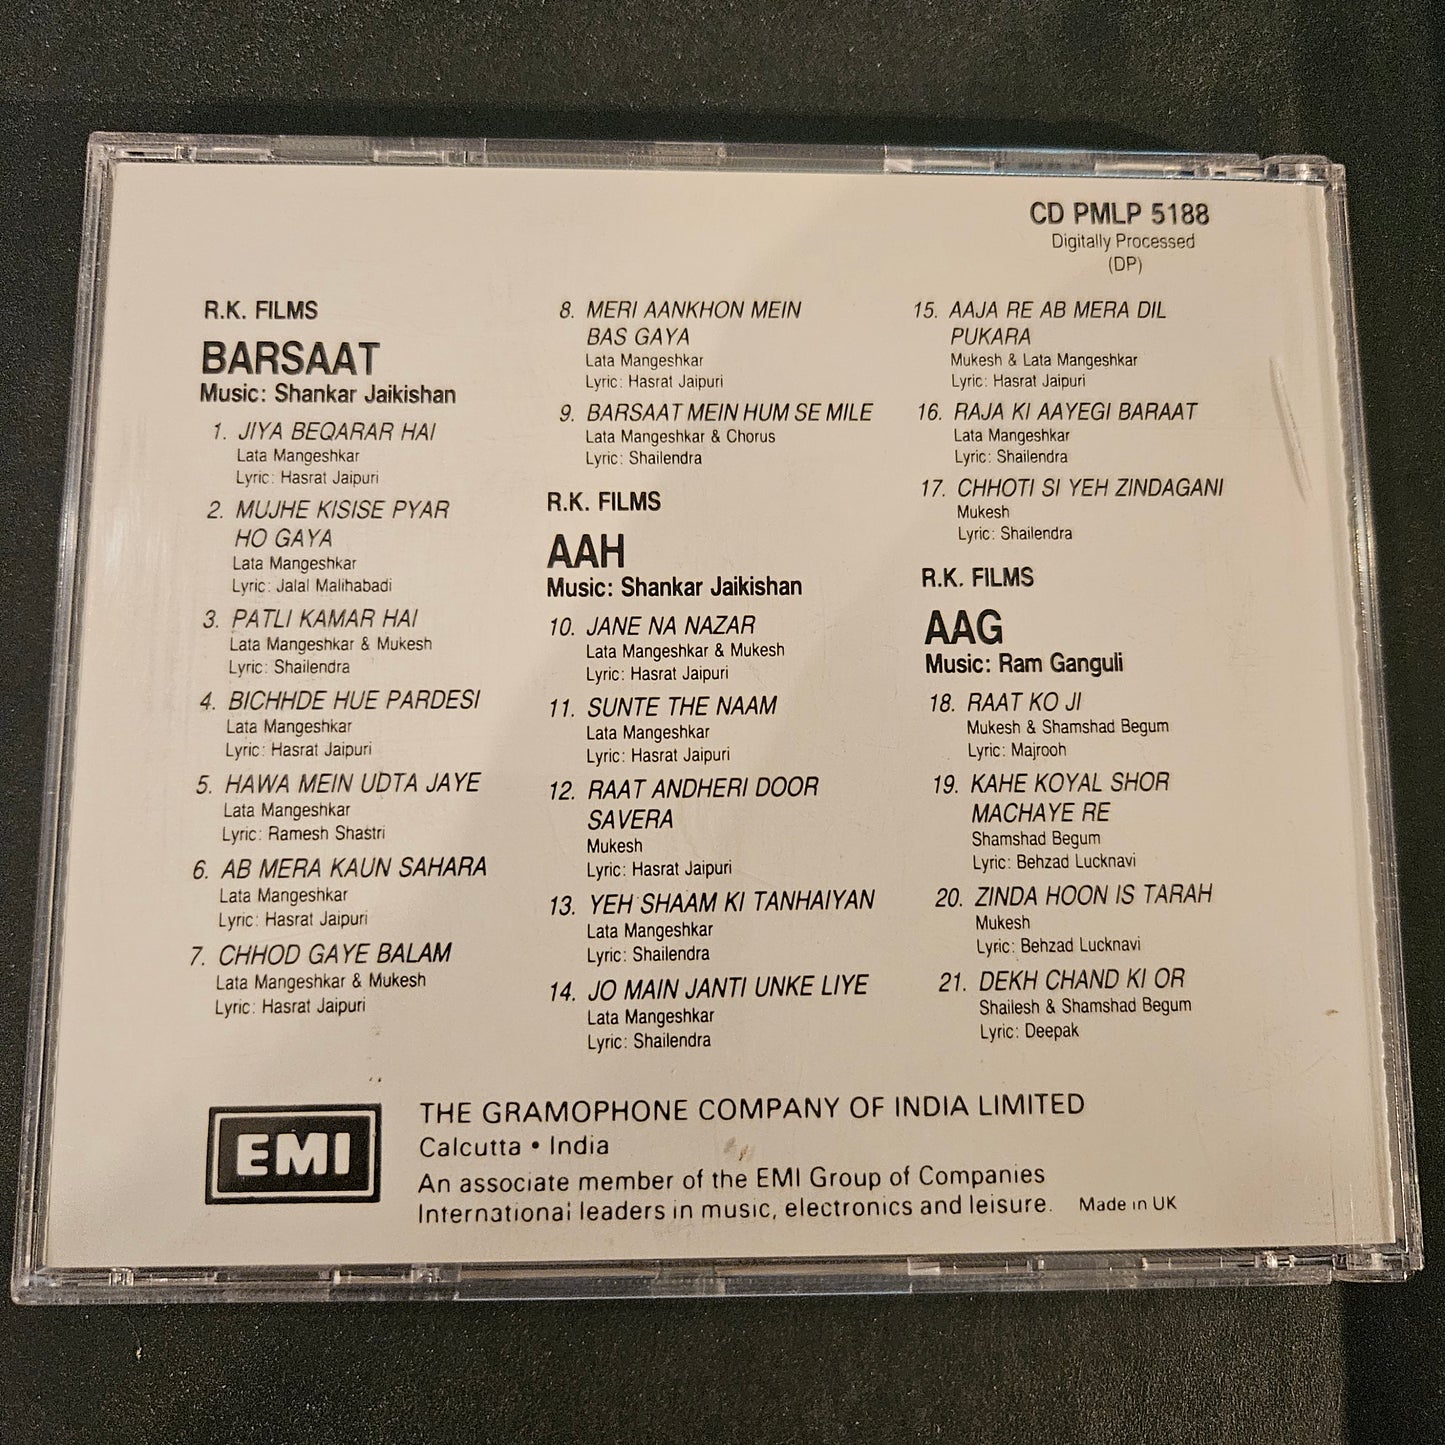 CD PMLP 5188
Digitally Processed
(DP)
R.K. FILMS
BARSAAT
Music: Shankar Jaikishan
1. JIYA BEQARAR HAI
Lata Mangeshkar
Lyric: Hasrat Jaipuri
2. MUJHE KISISE PYAR
HO GAYA
Lata Mangeshkar
Lyric: Jalal Malihabadi
3. PATLI KAMAR HAI
Lata Mangeshkar & Mukesh
Lyric: Shailendra
4. BICHHDE HUE PARDESI
Lata Mangeshkar
Lyric: Hasrat Jaipuri
5. HAWA MEIN UDTA JAYE
Lata Mangeshkar
Lyric: Ramesh Shastri
6. AB MERA KAUN SAHARA
Lata Mangeshkar
Lyric: Hasrat Jaipuri
7. CHHOD GAYE BALAM
Lata Mangeshkar & Mukesh
Lyric: Hasrat Jaipuri
8. MERI AANKHON MEIN
BAS GAYA
Lata Mangeshkar
Lyric: Hasrat Jaipuri
9. BARSAAT MEIN HUM SE MILE
Lata Mangeshkar & Chorus
Lyric: Shailendra
R.K. FILMS
AAH
Music: Shankar Jaikishan
10. JANE NA NAZAR
Lata Mangeshkar & Mukesh
Lyric: Hasrat Jaipuri
11. SUNTE THE NAAM
Lata Mangeshkar
Lyric: Hasrat Jaipuri
12. RAAT ANDHERI DOOR
SAVERA
Mukesh
Lyric: Hasrat Jaipuri
13. YEH SHAAM KI TANHAIYAN
Lata Mangeshkar
Lyric: Shailendra
14. JO MAIN JANTI UNKE LIYE
Lata Mangeshkar
Lyric: Shailendra
15. AAJA RE AB MERA DIL
PUKARA
Mukesh & Lata Mangeshkar
Lyric: Hasrat Jaipuri
16. RAJA KI AAYEGI BARAAT
Lata Mangeshkar
Lyric: Shailendra
17. CHHOTI SI YEH ZINDAGANI
Mukesh
Lyric: Shailendra
R.K. FILMS
AAG
Music: Ram Ganguli
18. RAAT KO JI
Mukesh & Shamshad Begum
Lyric: Majrooh
19. KAHE KOYAL SHOR
MACHAYE RE
Shamshad Begum
Lyric: Behzad Lucknavi
20. ZINDA HOON IS TARAH
Mukesh
Lyric: Behzad Lucknavi
21. DEKH CHAND KI OR
Shailesh & Shamshad Begum
Lyric: Deepak
EMI
THE GRAMOPHONE COMPANY OF INDIA LIMITED
Calcutta • India
An associate member of the EMI Group of Companies
International leaders in music, electronics and leisure. Made in UK